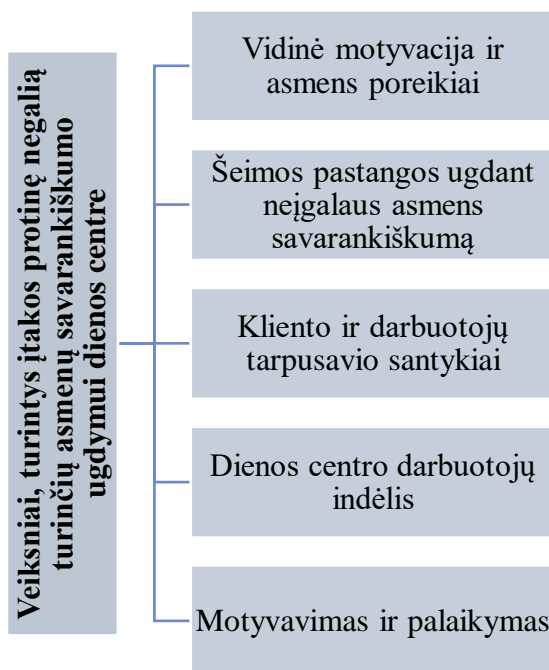 Veiksniai, turintys įtakos protinę negalią
turinčių asmenų savarankiškumo
ugdymui dienos centre
Vidinė motyvacija ir
asmens poreikiai
Šeimos pastangos ugdant
neįgalaus asmens
savarankiškumą
Kliento ir darbuotojų
tarpusavio santykiai
Dienos centro darbuotojų
indėlis
Motyvavimas ir palaikymas